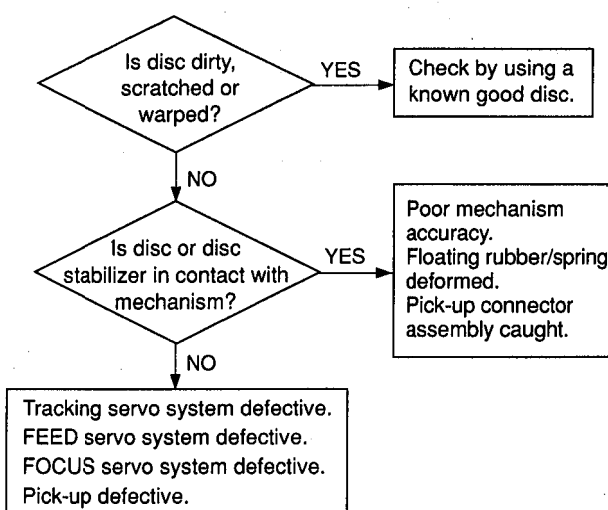 Is disc dirty,
scratched or
warped?
YES
Check by using a
known good disc.
NO
Is disc or disc
stabilizer in contact with
mechanism?
YES
Poor mechanism
accuracy.
Floating rubber/spring
deformed.
Pick-up connector
assembly caught.
NO
Tracking servo system defective.
FEED servo system defective.
FOCUS servo system defective.
Pick-up defective.